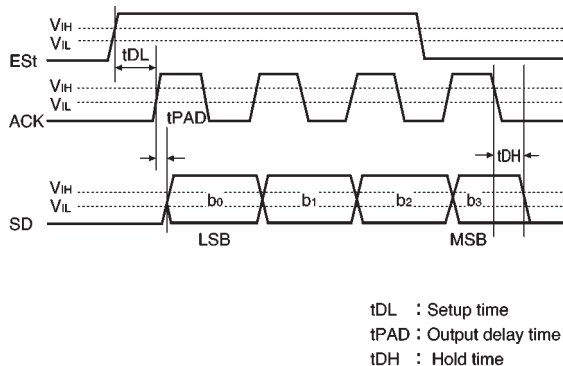 VIH
VIL
ESt
tDL
VIH
VIL
ACK
tPAD
tDH
VIH
VIL
b0 b1 b2 b3
SD
LSB MSB
tDL : Setup time
tPAD : Output delay time
tDH : Hold time